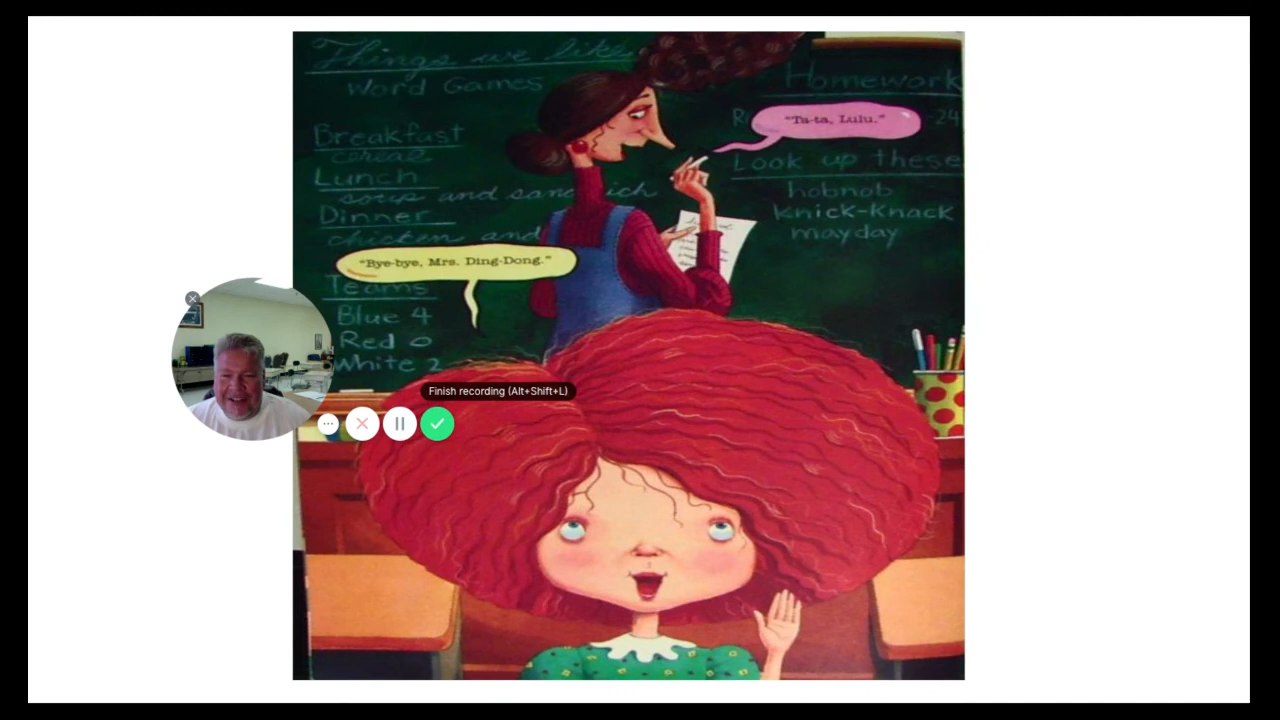 Things we like
Word Games
Breakfast
cereal
Lunch
soup and sandwich
Dinner
chicken and
Teams
Blue 4
Red 0
White 2
Homework
-24
Look up these
hobnob
Knick-Knack
mayday
"Ta-ta, Lulu."
"Bye-bye, Mrs. Ding-Dong."
Finish recording (Alt+Shift+L)